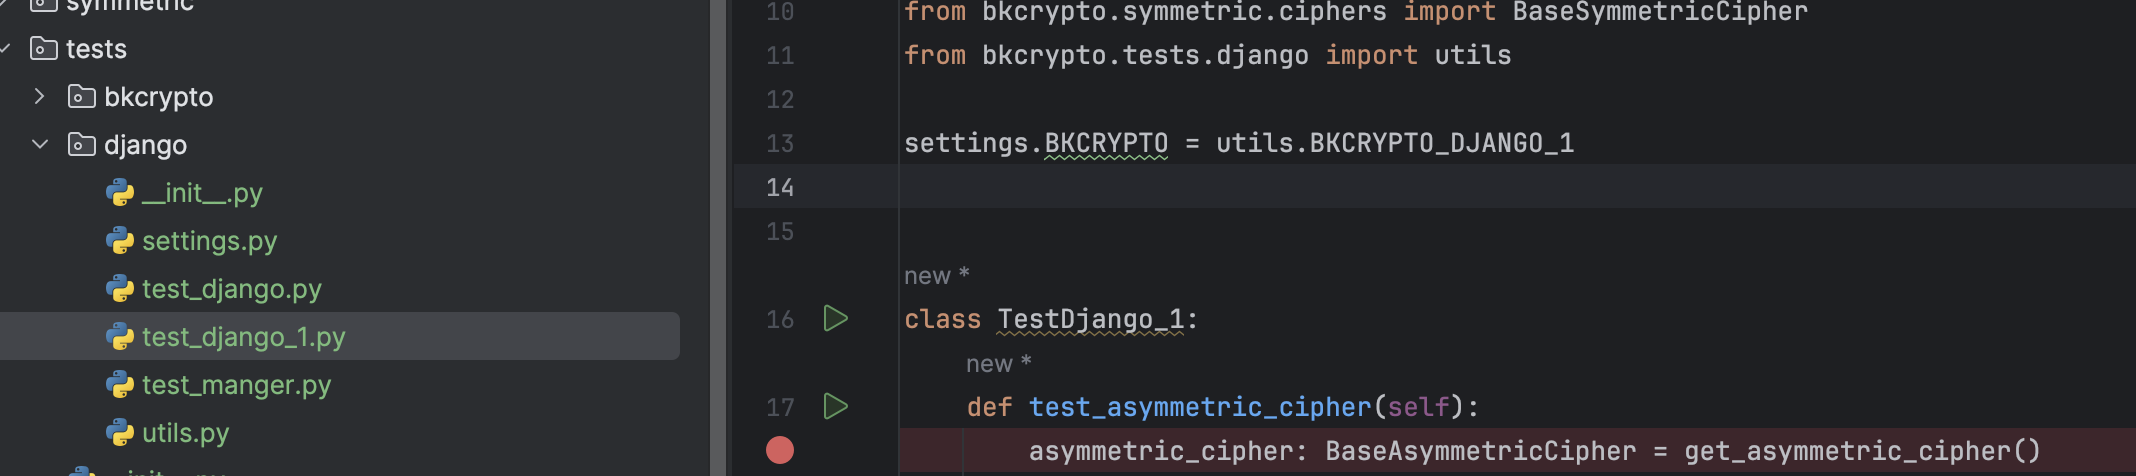 symmetric
tests
bkcrypto
django
__init__.py
settings.py
test_django.py
test_django_1.py
test_manger.py
utils.py
10 from bkcrypto.symmetric.ciphers import BaseSymmetricCipher
11 from bkcrypto.tests.django import utils
12
13 settings.BKCRYPTO = utils.BKCRYPTO_DJANGO_1
14
15
new *
16 class TestDjango_1:
new *
17 def test_asymmetric_cipher(self):
asymmetric_cipher: BaseAsymmetricCipher = get_asymmetric_cipher()